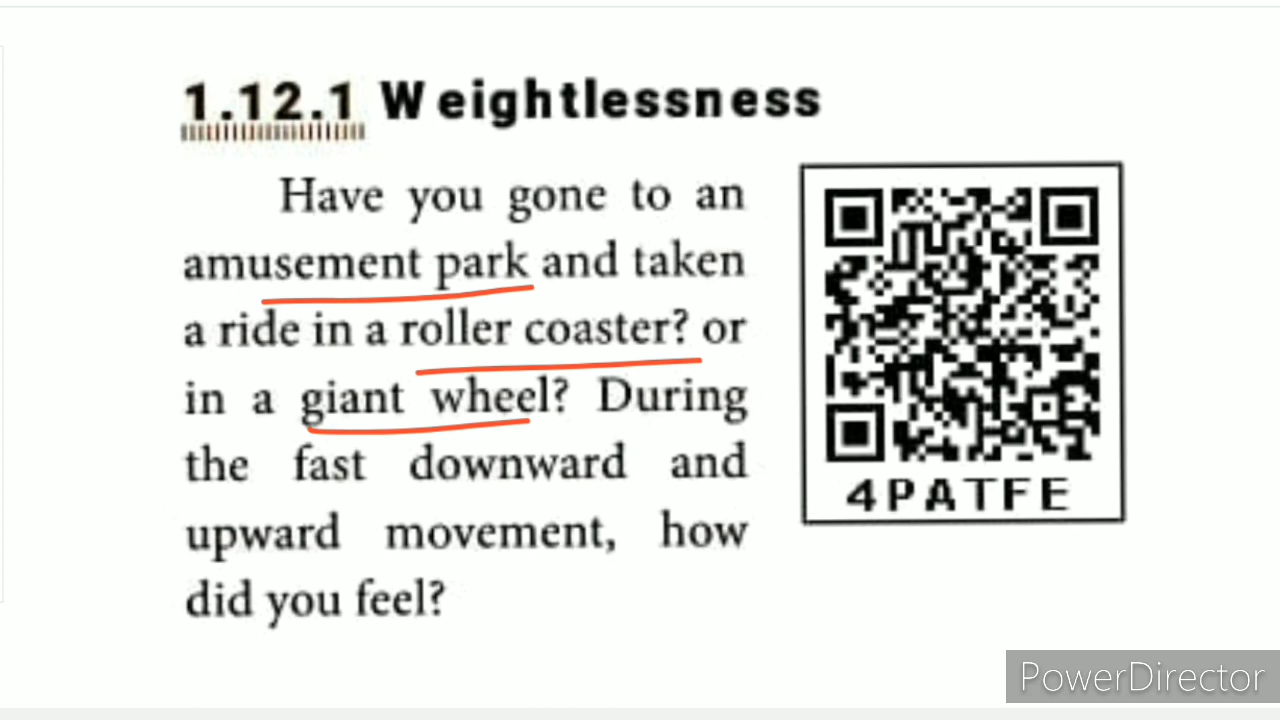 1.12.1 Weightlessness
Have you gone to an
amusement park and taken
a ride in a roller coaster? or
in a giant wheel? During
the fast downward and
upward movement, how
did you feel?
4PATFE
PowerDirector